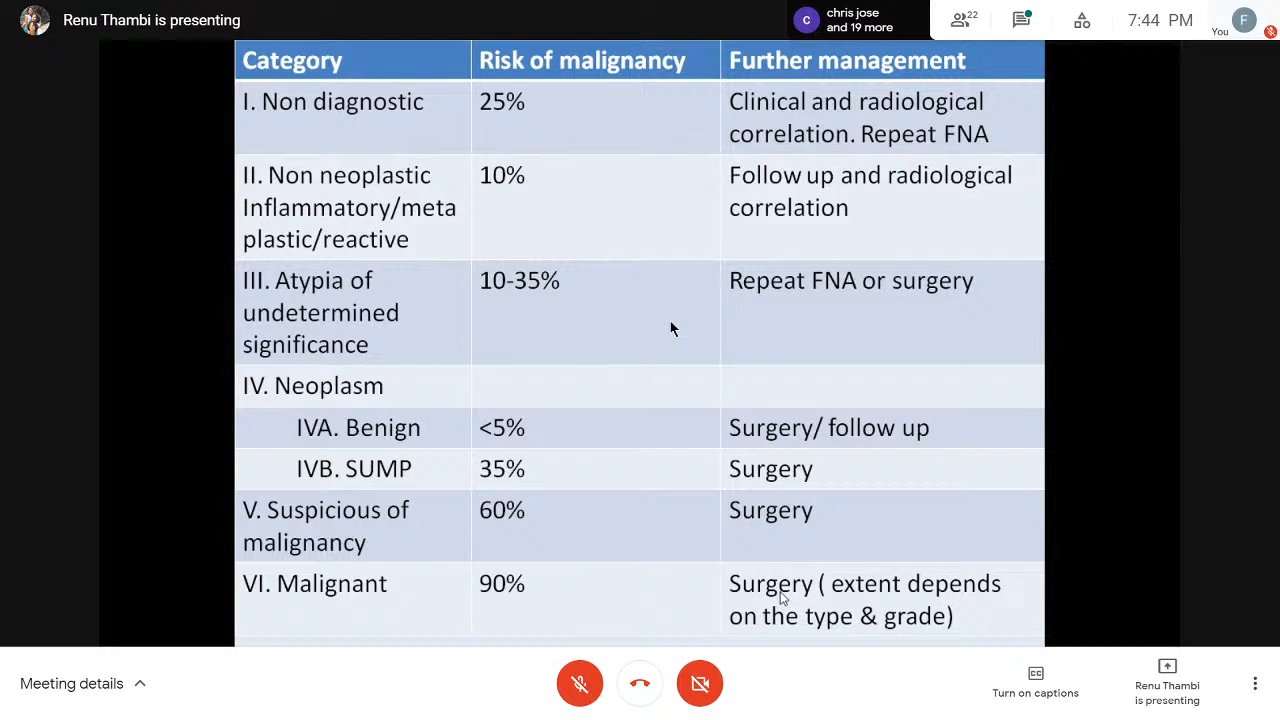 Renu Thambi is presenting
c
chris jose
and 19 more
22
7:44 PM
You
F
Category
Risk of malignancy
Further management
I. Non diagnostic
25%
Clinical and radiological
correlation. Repeat FNA
II. Non neoplastic
Inflammatory/meta
plastic/reactive
10%
Follow up and radiological
correlation
III. Atypia of
undetermined
significance
10-35%
Repeat FNA or surgery
IV. Neoplasm
IVA. Benign
<5%
Surgery/ follow up
IVB. SUMP
35%
Surgery
V. Suspicious of
malignancy
60%
Surgery
VI. Malignant
90%
Surgery ( extent depends
on the type & grade)
Meeting details
CC
Turn on captions
Renu Thambi
is presenting